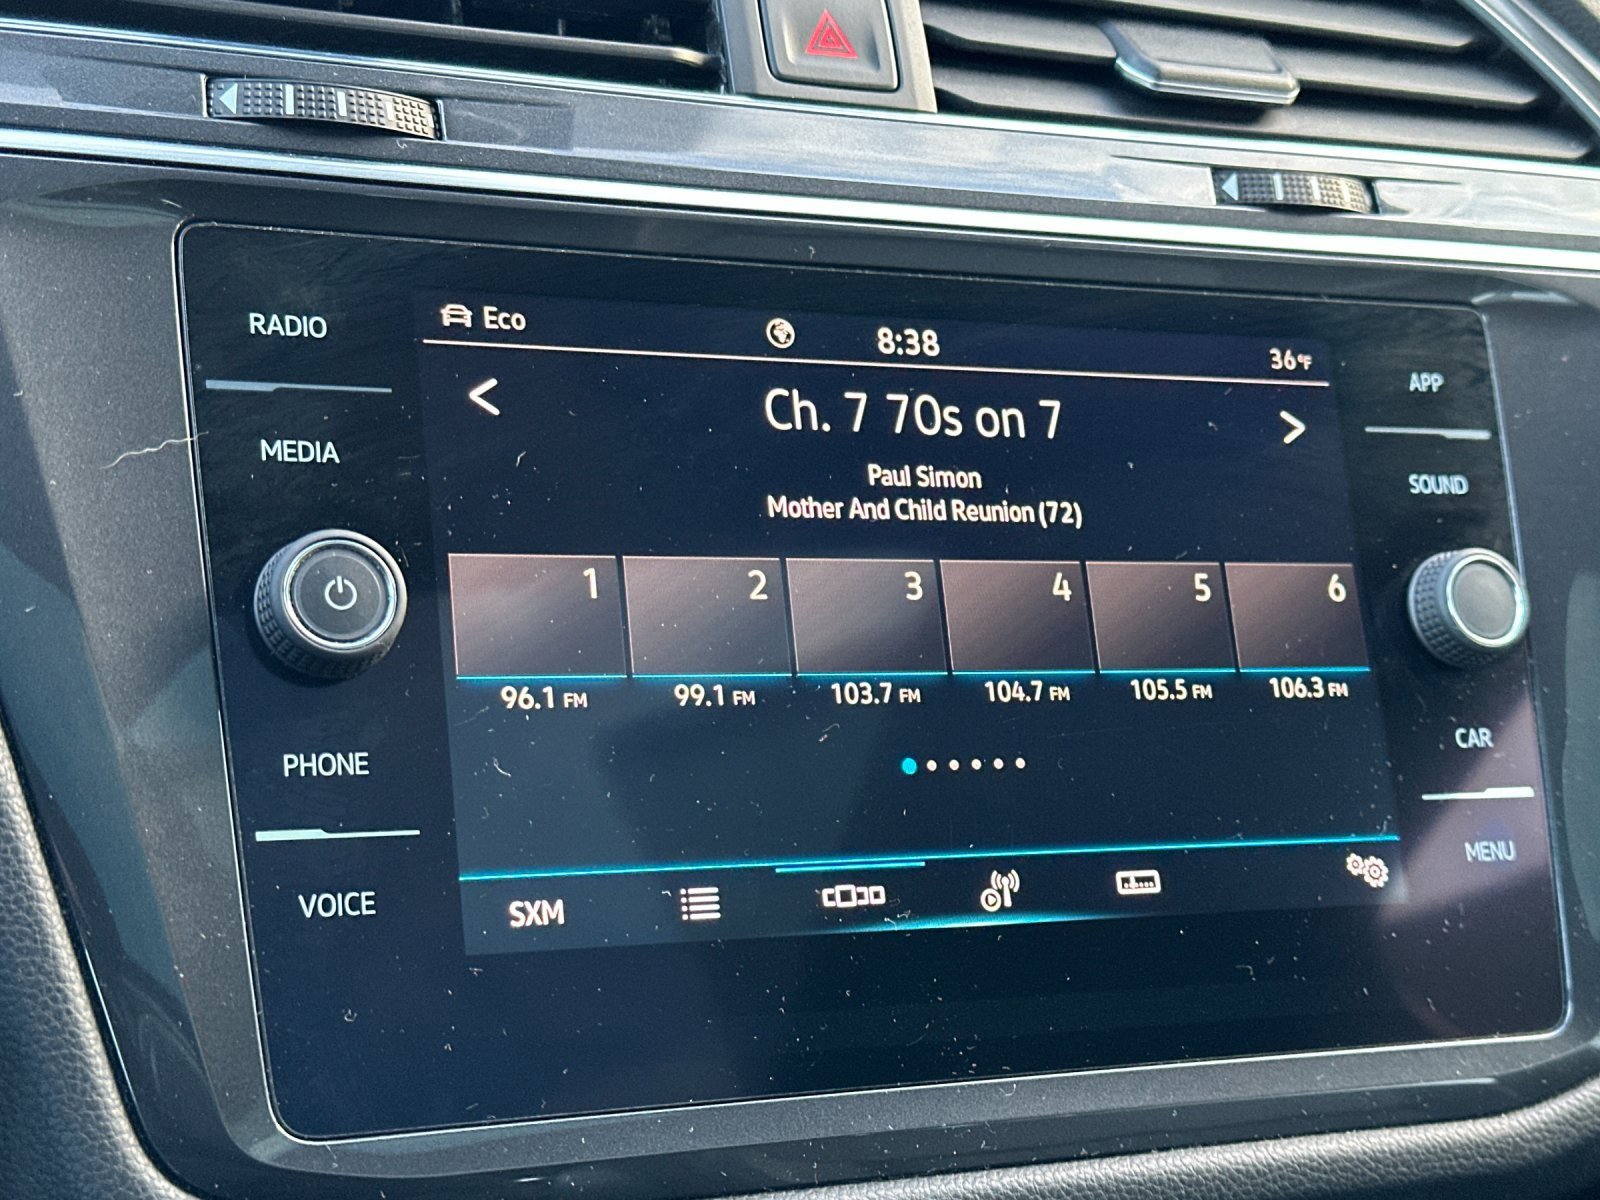 RADIO
MEDIA
PHONE
VOICE
Eco
8:38
36°F
Ch. 7 70s on 7
Paul Simon
Mother And Child Reunion (72)
1 2 3 4 5 6
96.1 FM 99.1 FM 103.7 FM 104.7 FM 105.5 FM 106.3 FM
SXM
APP
SOUND
CAR
MENU